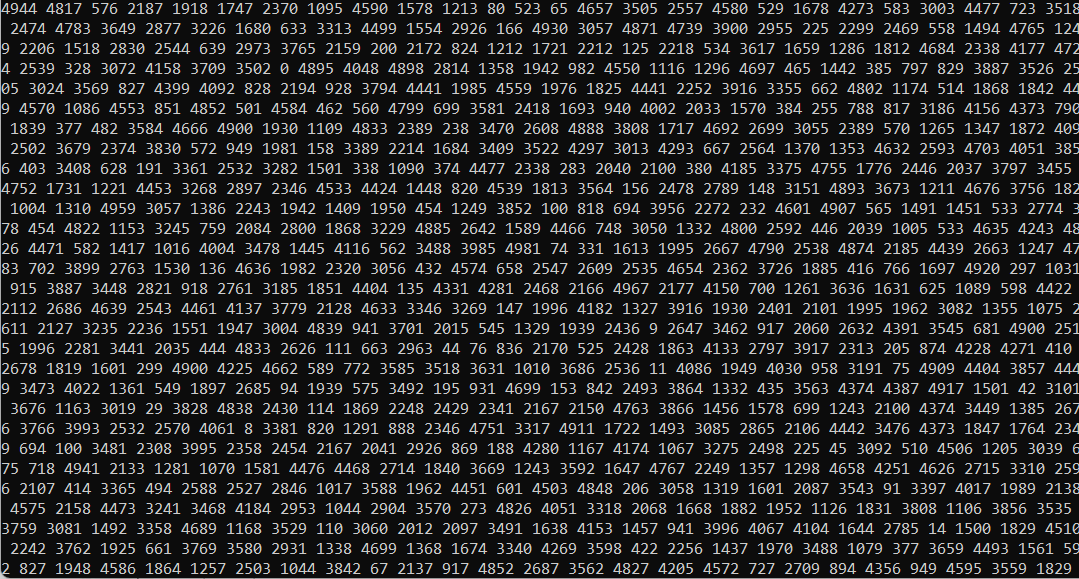 4944 4817 576 2187 1918 1747 2370 1095 4590 1578 1213 80 523 65 4657 3505 2557 4580 529 1678 4273 583 3003 4477 723 3518
2474 4783 3649 2877 3226 1680 633 3313 4499 1554 2926 166 4930 3057 4871 4739 3900 2955 225 2299 2469 558 1494 4765 124
9 2206 1518 2830 2544 639 2973 3765 2159 200 2172 824 1212 1721 2212 125 2218 534 3617 1659 1286 1812 4684 2338 4177 472
4 2539 328 3072 4158 3709 3502 0 4895 4048 4898 2814 1358 1942 982 4550 1116 1296 4697 465 1442 385 797 829 3887 3526 25
05 3024 3569 827 4399 4092 828 2194 928 3794 4441 1985 4559 1976 1825 4441 2252 3916 3355 662 4802 1174 514 1868 1842 44
9 4570 1086 4553 851 4852 501 4584 462 560 4799 699 3581 2418 1693 940 4002 2033 1570 384 255 788 817 3186 4156 4373 790
1839 377 482 3584 4666 4900 1930 1109 4833 2389 238 3470 2608 4888 3808 1717 4692 2699 3055 2389 570 1265 1347 1872 409
2502 3679 2374 3830 572 949 1981 158 3389 2214 1684 3409 3522 4297 3013 4293 667 2564 1370 1353 4632 2593 4703 4051 385
6 403 3408 628 191 3361 2532 3282 1501 338 1090 374 4477 2338 283 2040 2100 380 4185 3375 4755 1776 2446 2037 3797 3455
4752 1731 1221 4453 3268 2897 2346 4533 4424 1448 820 4539 1813 3564 156 2478 2789 148 3151 4893 3673 1211 4676 3756 182
1004 1310 4959 3057 1386 2243 1942 1409 1950 454 1249 3852 100 818 694 3956 2272 232 4601 4907 565 1491 1451 533 2774 3
78 454 4822 1153 3245 759 2084 2800 1868 3229 4885 2642 1589 4466 748 3050 1332 4800 2592 446 2039 1005 533 4635 4243 48
26 4471 582 1417 1016 4004 3478 1445 4116 562 3488 3985 4981 74 331 1613 1995 2667 4790 2538 4874 2185 4439 2663 1247 47
83 702 3899 2763 1530 136 4636 1982 2320 3056 432 4574 658 2547 2609 2535 4654 2362 3726 1885 416 766 1697 4920 297 1031
915 3887 3448 2821 918 2761 3185 1851 4404 135 4331 4281 2468 2166 4967 2177 4150 700 1261 3636 1631 625 1089 598 4422
2112 2686 4639 2543 4461 4137 3779 2128 4633 3346 3269 147 1996 4182 1327 3916 1930 2401 2101 1995 1962 3082 1355 1075 2
611 2127 3235 2236 1551 1947 3004 4839 941 3701 2015 545 1329 1939 2436 9 2647 3462 917 2060 2632 4391 3545 681 4900 251
5 1996 2281 3441 2035 444 4833 2626 111 663 2963 44 76 836 2170 525 2428 1863 4133 2797 3917 2313 205 874 4228 4271 410
2678 1819 1601 299 4900 4225 4662 589 772 3585 3518 3631 1010 3686 2536 11 4086 1949 4030 958 3191 75 4909 4404 3857 444
9 3473 4022 1361 549 1897 2685 94 1939 575 3492 195 931 4699 153 842 2493 3864 1332 435 3563 4374 4387 4917 1501 42 3101
3676 1163 3019 29 3828 4838 2430 114 1869 2248 2429 2341 2167 2150 4763 3866 1456 1578 699 1243 2100 4374 3449 1385 267
6 3766 3993 2532 2570 4061 8 3381 820 1291 888 2346 4751 3317 4911 1722 1493 3085 2865 2106 4442 3476 4373 1847 1764 234
9 694 100 3481 2308 3995 2358 2454 2167 2041 2926 869 188 4280 1167 4174 1067 3275 2498 225 45 3092 510 4506 1205 3039 6
75 718 4941 2133 1281 1070 1581 4476 4468 2714 1840 3669 1243 3592 1647 4767 2249 1357 1298 4658 4251 4626 2715 3310 259
6 2107 414 3365 494 2588 2527 2846 1017 3588 1962 4451 601 4503 4848 206 3058 1319 1601 2087 3543 91 3397 4017 1989 2138
4575 2158 4473 3241 3468 4184 2953 1044 2904 3570 273 4826 4051 3318 2068 1668 1882 1952 1126 1831 3808 1106 3856 3535
3759 3081 1492 3358 4689 1168 3529 110 3060 2012 2097 3491 1638 4153 1457 941 3996 4067 4104 1644 2785 14 1500 1829 4510
2242 3762 1925 661 3769 3580 2931 1338 4699 1368 1674 3340 4269 3598 422 2256 1437 1970 3488 1079 377 3659 4493 1561 59
2 827 1948 4586 1864 1257 2503 1044 3842 67 2137 917 4852 2687 3562 4827 4205 4572 727 2709 894 4356 949 4595 3559 1829